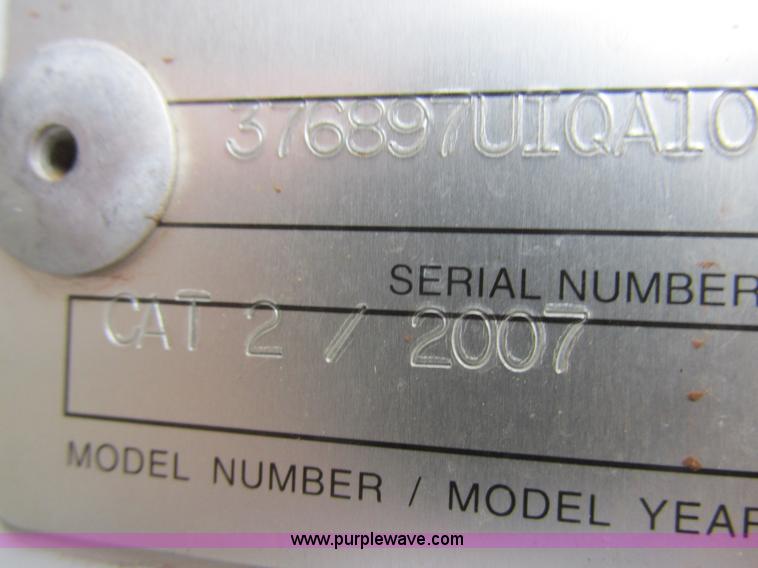 376897UIQA10
SERIAL NUMBER
CAT 2 / 2007
MODEL NUMBER / MODEL YEAR
www.purplewave.com